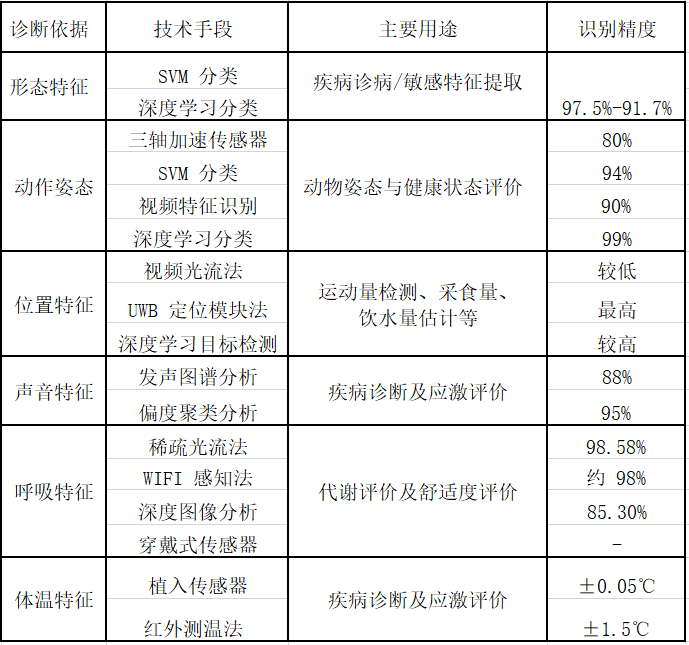 诊断依据 技术手段 主要用途 识别精度
形态特征 SVM 分类 疾病诊病/敏感特征提取
深度学习分类 97.5%-91.7%
三轴加速传感器 80%
动作姿态 SVM 分类 动物姿态与健康状态评价 94%
视频特征识别 90%
深度学习分类 99%
视频光流法 较低
位置特征 UWB 定位模块法 运动量检测、采食量、 最高
饮水量估计等
深度学习目标检测 较高
声音特征 发声图谱分析 疾病诊断及应激评价 88%
偏度聚类分析 95%
稀疏光流法 98.58%
呼吸特征 WIFI 感知法 代谢评价及舒适度评价 约 98%
深度图像分析 85.30%
穿戴式传感器 -
体温特征 植入传感器 疾病诊断及应激评价 ±0.05℃
红外测温法 ±1.5℃